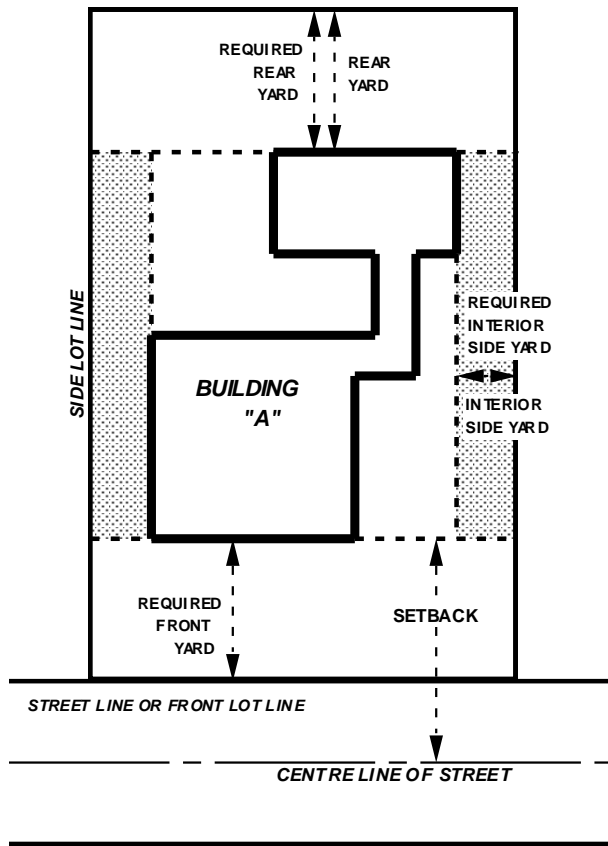 REQUIRED
REAR
YARD
REAR
YARD
SIDE LOT LINE
REQUIRED
INTERIOR
SIDE YARD
BUILDING
"A"
INTERIOR
SIDE YARD
REQUIRED
FRONT
YARD
SETBACK
STREET LINE OR FRONT LOT LINE
CENTRE LINE OF STREET